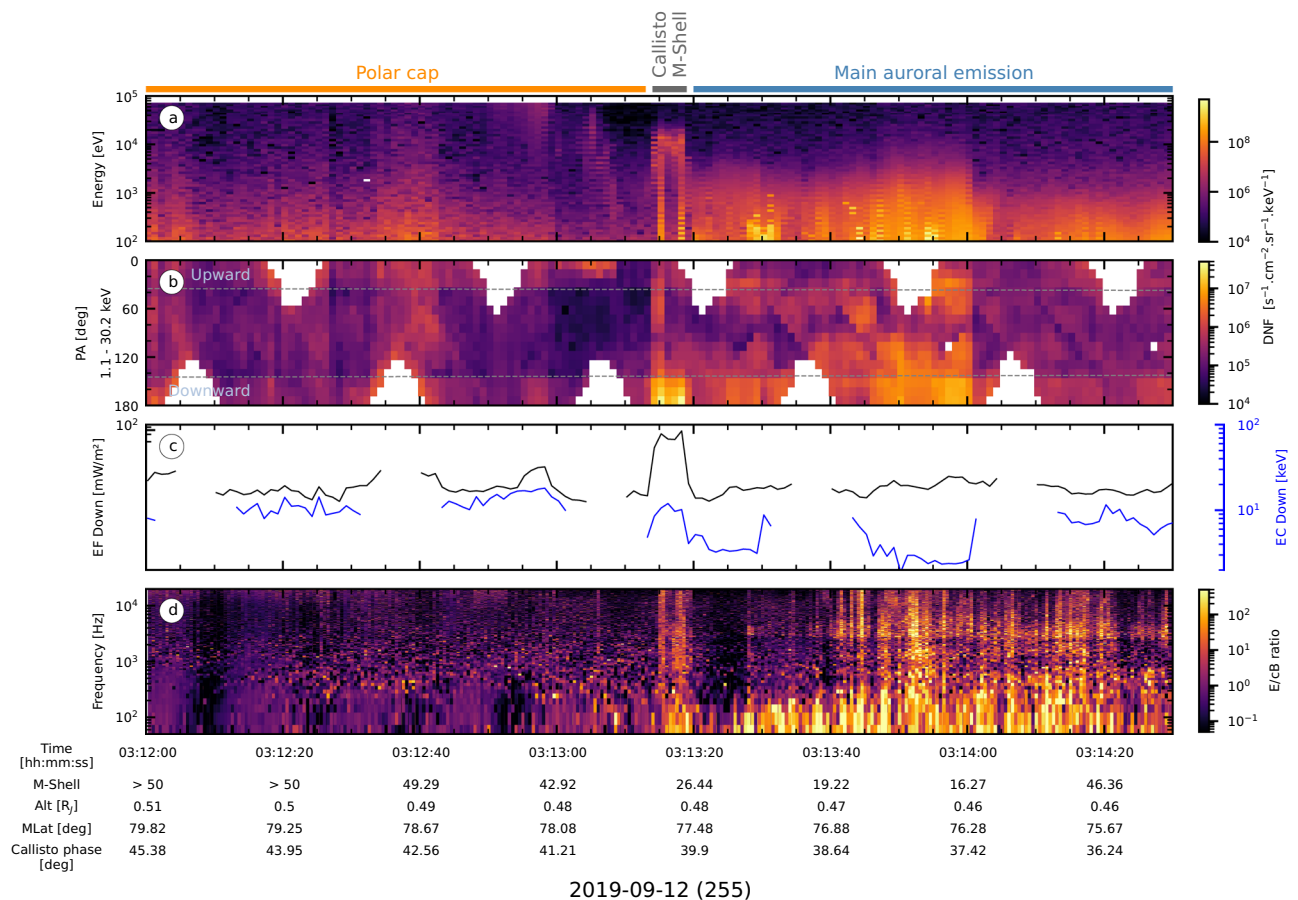 Polar cap
Callisto
M-Shell
Main auroral emission
a
Energy [eV]
10⁵
10⁴
10³
10²
10⁸
10⁶
10⁴
b
Upward
Downward
PA [deg]
1.1 - 30.2 keV
0
60
120
180
10⁷
10⁶
10⁵
10⁴
DNF [s⁻¹.cm⁻².sr⁻¹.keV⁻¹]
c
EF Down [mW/m²]
10²
10²
10¹
EC Down [keV]
d
Frequency [Hz]
10⁴
10³
10²
10²
10¹
10⁰
10⁻¹
E/cB ratio
Time
[hh:mm:ss]
03:12:00 03:12:20 03:12:40 03:13:00 03:13:20 03:13:40 03:14:00 03:14:20
M-Shell > 50 > 50 49.29 42.92 26.44 19.22 16.27 46.36
Alt [R_J] 0.51 0.5 0.49 0.48 0.48 0.47 0.46 0.46
MLat [deg] 79.82 79.25 78.67 78.08 77.48 76.88 76.28 75.67
Callisto phase
[deg]
45.38 43.95 42.56 41.21 39.9 38.64 37.42 36.24
2019-09-12 (255)